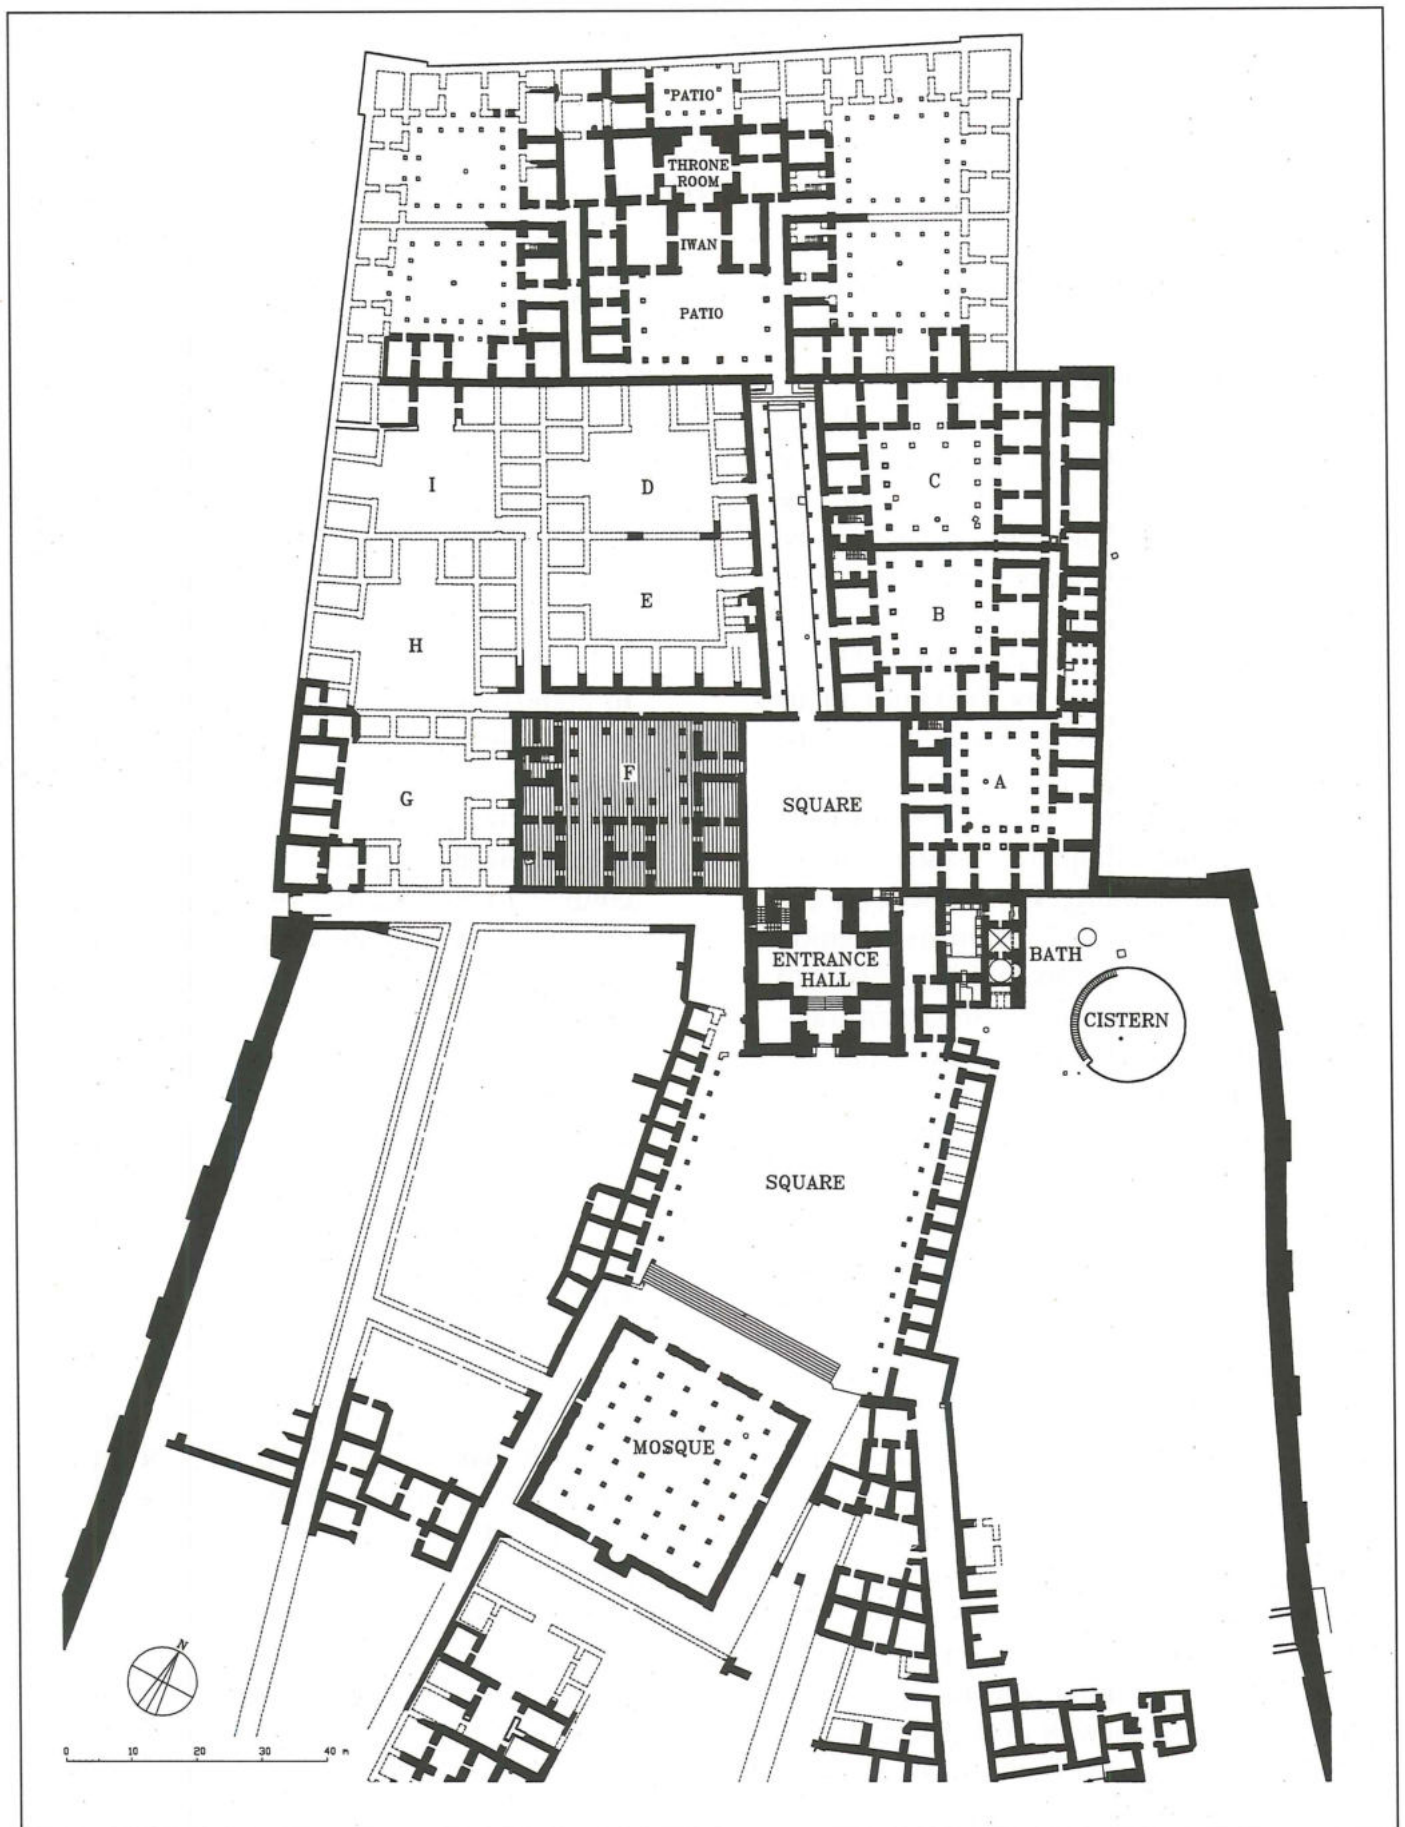 PATIO
THRONE
ROOM
IWAN
PATIO
I
D
C
E
B
H
F
A
G
SQUARE
ENTRANCE
HALL
BATH
CISTERN
SQUARE
MOSQUE
N
0 10 20 30 40 m